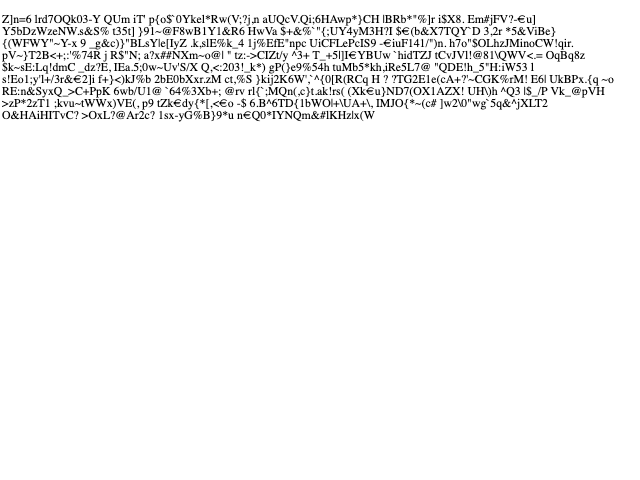 Z]n=6 lrd7OQk03-Y QUm iT' p{o$`0Ykel*Rw(V;?j,n aUQcV.Qi;6HAwp*}CH lBRb*"%]r i$X8. Em#jFV?-€u]
Y5bDzWzeNW.s&S% t35t] }91~@F8wB1Y1&R6 HwVa $+&%`"{;UY4yM3H?I $€(b&X7TQY`D 3,2r *5&ViBe}
{(WFWY"~Y-x 9 _g&c)}"BLsY|e[IyZ .k,slE%k_4 1j%EfE"npc UiCFLePcIS9 -€iuF141/")n. h7o"$OLhzJMinoCW!qir.
pV~}T2B<+;:'%74R j R$"N; a?x##NXm~o@l " tz:->CIZt/y ^3+ T_+5l]I€YBUw `hidTZJ tCvJVI!@81\QWV<.= OqBq8z
$k~sE:Lq!dmC _dz?E, IEa.5;0w~Uv'S/X Q,<:203!_k*) gP(}e9%54h tuMb5*kh,iRe5L7@ "QDE!h_5"H:iW53 l
s!Eo1;y'l+/3r&€2]i f+}<)kJ%b 2bE0bXxr.zM ct,%S }kij2K6W',`^{0[R(RCq H ? ?TG2E1e(cA+?'~CGK%rM! E6| UkBPx.{q ~o
RE:n&SyxQ_>C+PpK 6wb/U1@ `64%3Xb+; @rv rl{`;MQn(,c}t.ak!rs( (Xk€u}ND7(OX1AZX! UH\)h ^Q3 |$_/P Vk_@pVH
>zP*2zT1 ;kvu~tWWx)VE(, p9 tZk€dy{*[,<€o -$ 6.B^6TD{1bWO|+\UA+\, IMJO{*~(c# ]w2\0"wg`5q&^jXLT2
O&HAiHITvC? >OxL?@Ar2c? 1sx-yG%B}9*u n€Q0*IYNQm&#lKHz|x(W